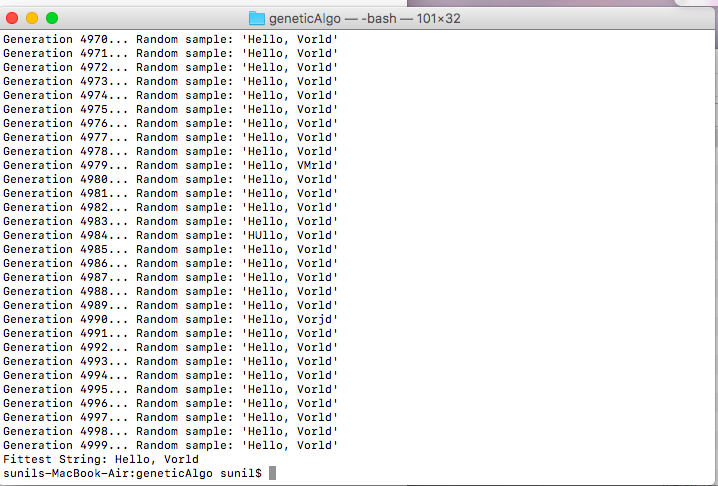 geneticAlgo — -bash — 101×32
Generation 4970... Random sample: 'Hello, Vorld'
Generation 4971... Random sample: 'Hello, Vorld'
Generation 4972... Random sample: 'Hello, Vorld'
Generation 4973... Random sample: 'Hello, Vorld'
Generation 4974... Random sample: 'Hello, Vorld'
Generation 4975... Random sample: 'Hello, Vorld'
Generation 4976... Random sample: 'Hello, Vorld'
Generation 4977... Random sample: 'Hello, Vorld'
Generation 4978... Random sample: 'Hello, Vorld'
Generation 4979... Random sample: 'Hello, VMrld'
Generation 4980... Random sample: 'Hello, Vorld'
Generation 4981... Random sample: 'Hello, Vorld'
Generation 4982... Random sample: 'Hello, Vorld'
Generation 4983... Random sample: 'Hello, Vorld'
Generation 4984... Random sample: 'HUllo, Vorld'
Generation 4985... Random sample: 'Hello, Vorld'
Generation 4986... Random sample: 'Hello, Vorld'
Generation 4987... Random sample: 'Hello, Vorld'
Generation 4988... Random sample: 'Hello, Vorld'
Generation 4989... Random sample: 'Hello, Vorld'
Generation 4990... Random sample: 'Hello, Vorjd'
Generation 4991... Random sample: 'Hello, Vorld'
Generation 4992... Random sample: 'Hello, Vorld'
Generation 4993... Random sample: 'Hello, Vorld'
Generation 4994... Random sample: 'Hello, Vorld'
Generation 4995... Random sample: 'Hello, Vorld'
Generation 4996... Random sample: 'Hello, Vorld'
Generation 4997... Random sample: 'Hello, Vorld'
Generation 4998... Random sample: 'Hello, Vorld'
Generation 4999... Random sample: 'Hello, Vorld'
Fittest String: Hello, Vorld
sunils-MacBook-Air:geneticAlgo sunil$